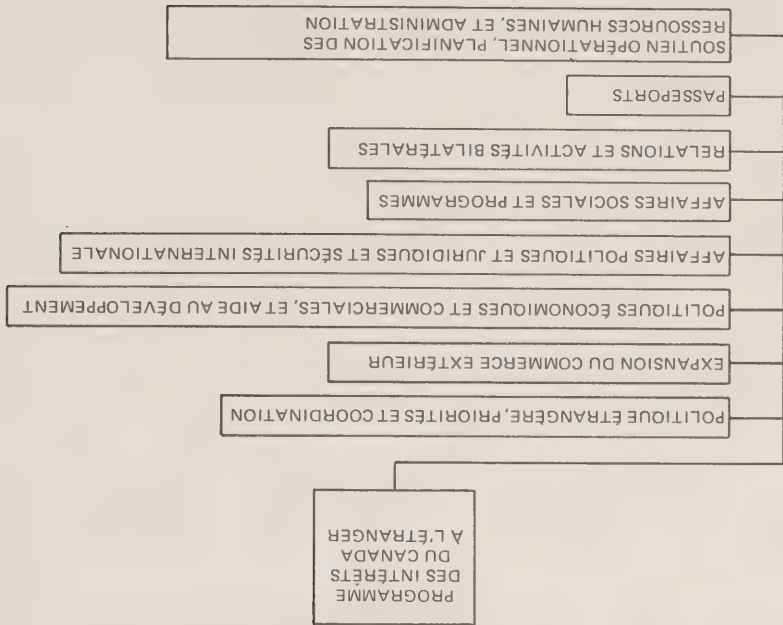 PROGRAMME
DES INTÉRÊTS
DU CANADA
À L'ÉTRANGER
POLITIQUE ÉTRANGÈRE, PRIORITÉS ET COORDINATION
EXPANSION DU COMMERCE EXTÉRIEUR
POLITIQUES ÉCONOMIQUES ET COMMERCIALES, ET AIDE AU DÉVELOPPEMENT
AFFAIRES POLITIQUES ET JURIDIQUES ET SÉCURITÉS INTERNATIONALE
AFFAIRES SOCIALES ET PROGRAMMES
RELATIONS ET ACTIVITÉS BILATÉRALES
PASSEPORTS
SOUTIEN OPÉRATIONNEL, PLANIFICATION DES
RESSOURCES HUMAINES, ET ADMINISTRATION